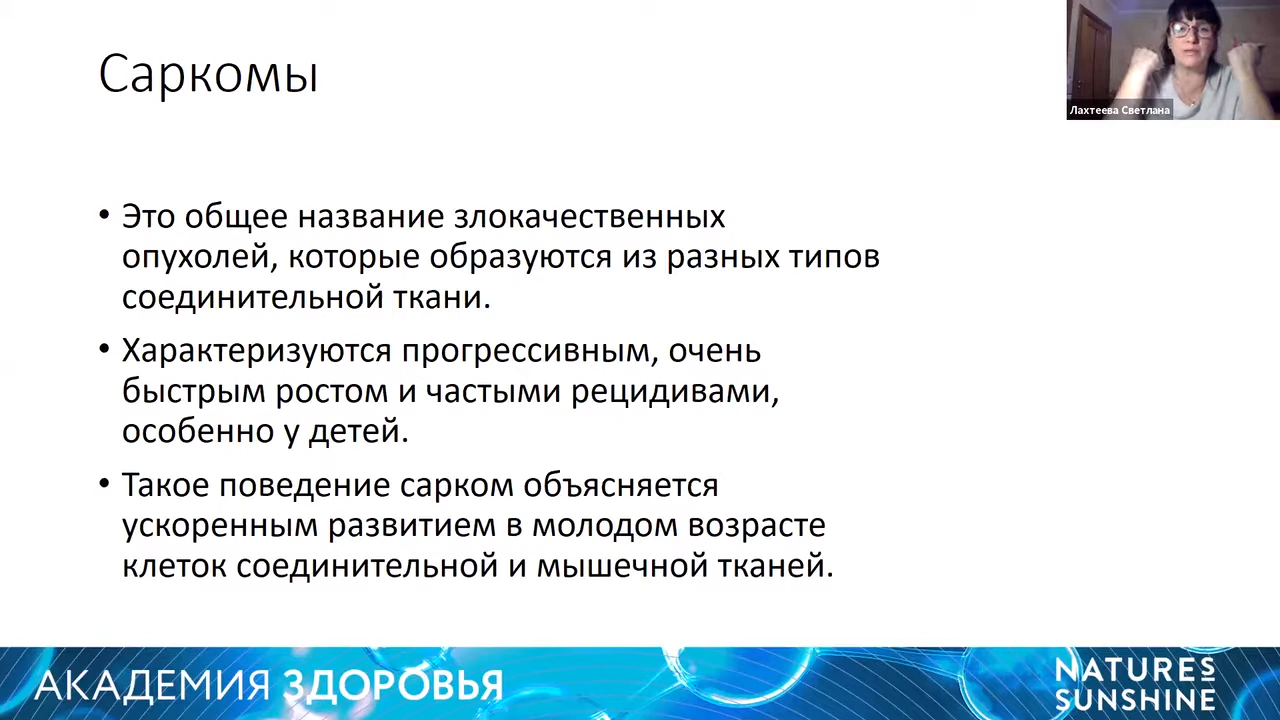 Саркомы
Лахтеева Светлана
• Это общее название злокачественных
опухолей, которые образуются из разных типов
соединительной ткани.
• Характеризуются прогрессивным, очень
быстрым ростом и частыми рецидивами,
особенно у детей.
• Такое поведение сарком объясняется
ускоренным развитием в молодом возрасте
клеток соединительной и мышечной тканей.
АКАДЕМИЯ ЗДОРОВЬЯ
NATURE'S
SUNSHINE